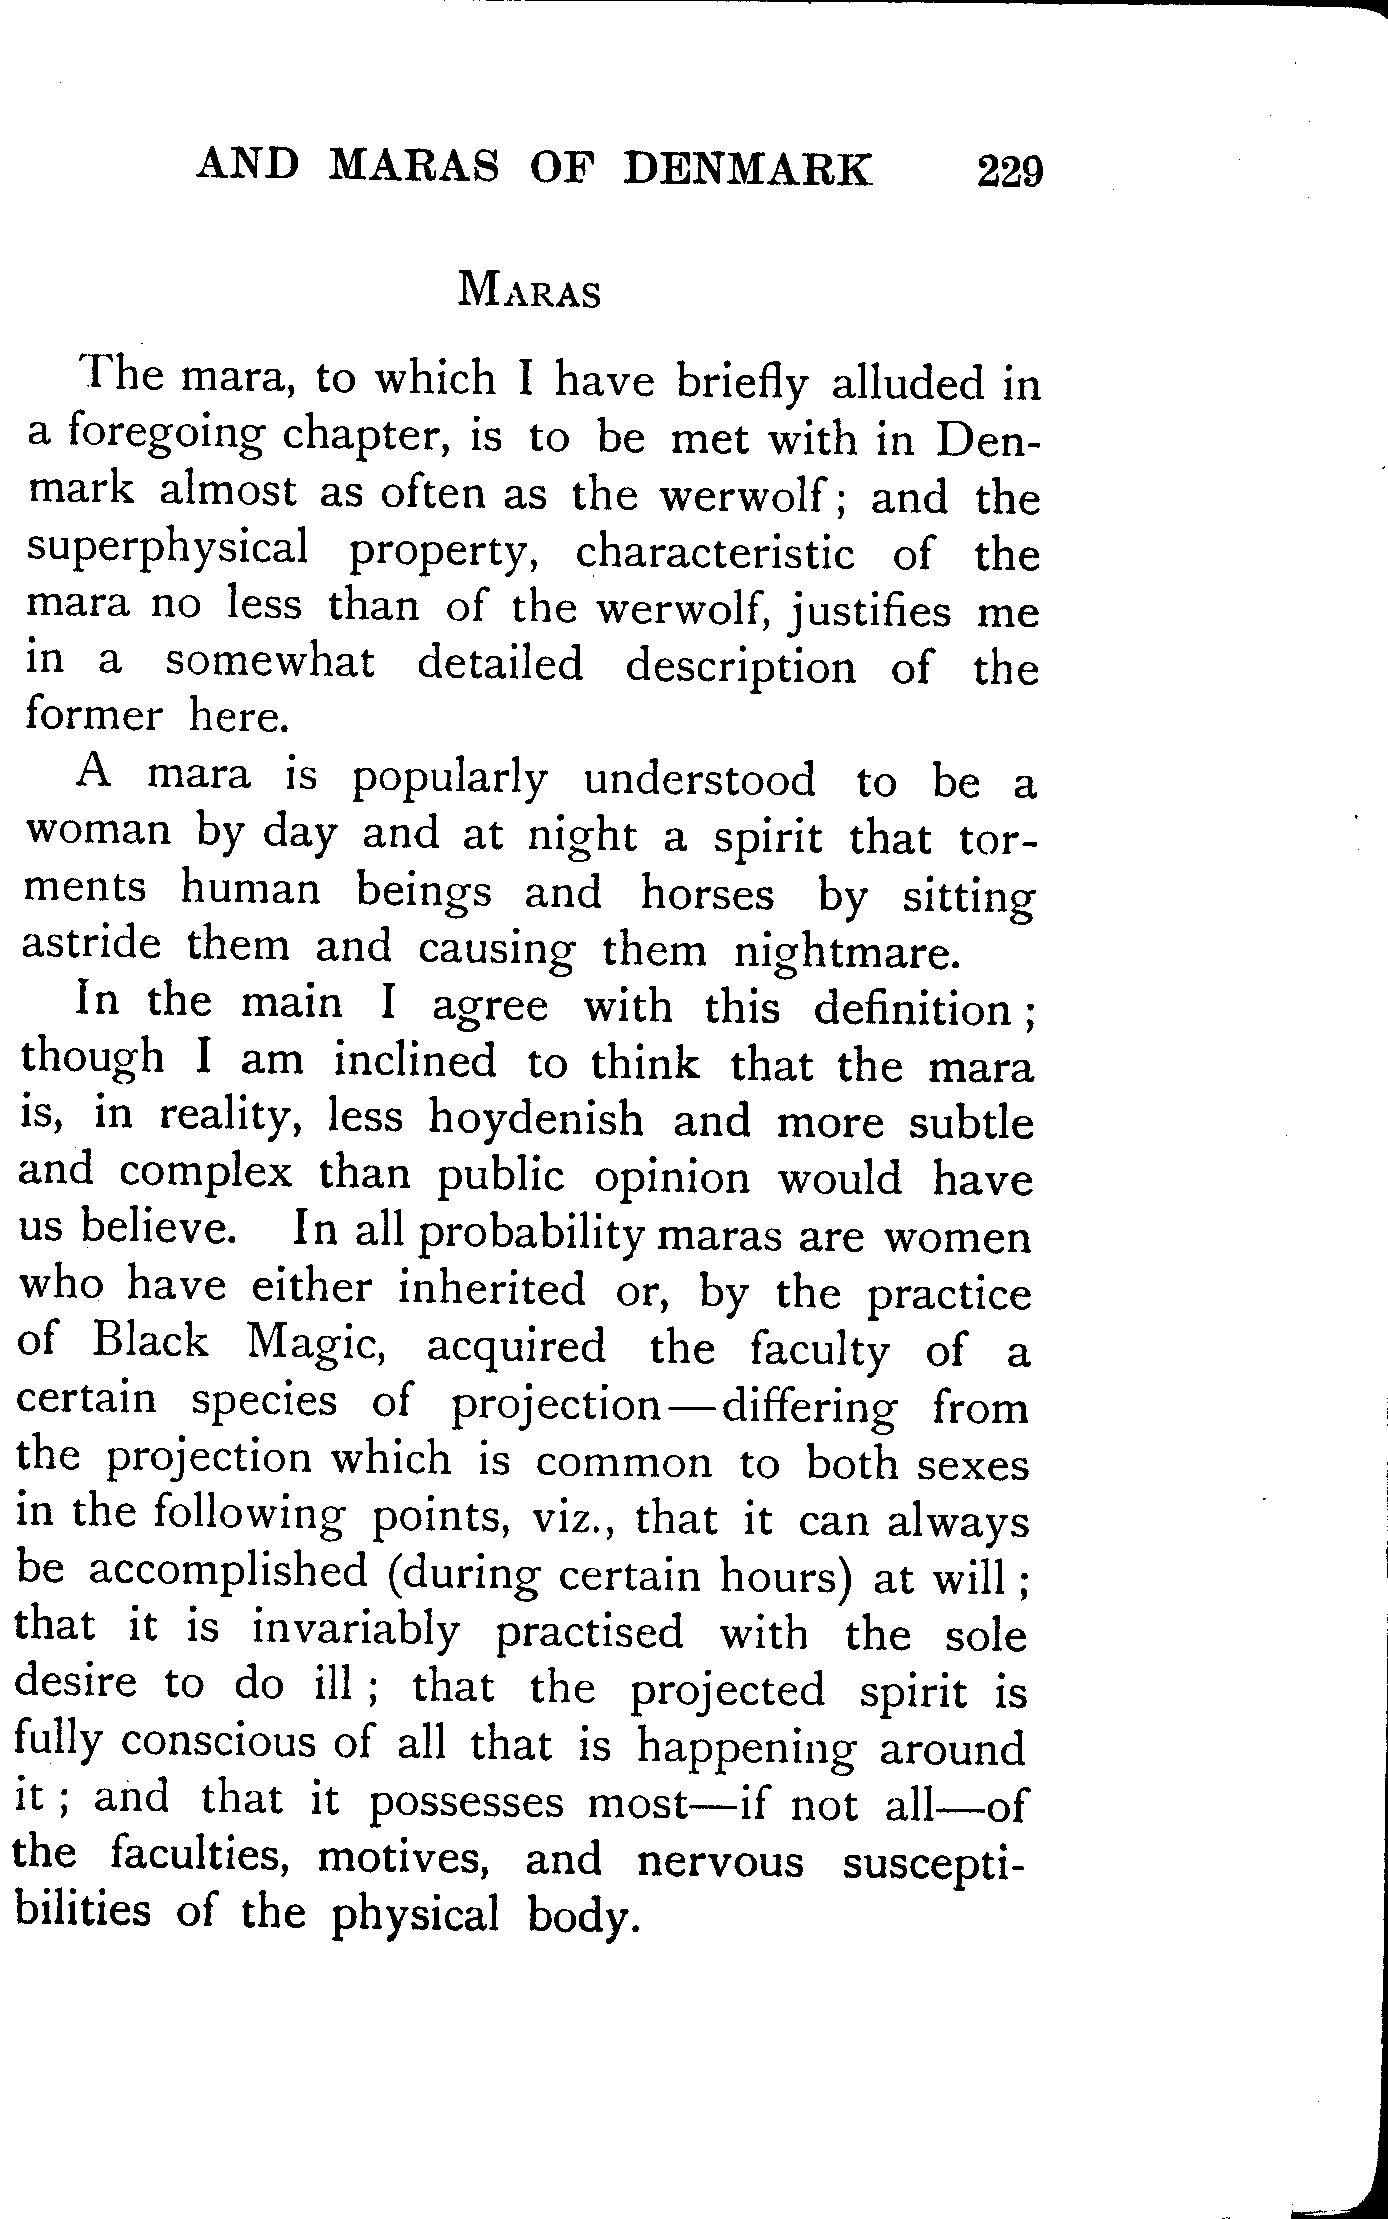 AND MARAS OF DENMARK 229
MARAS
The mara, to which I have briefly alluded in
a foregoing chapter, is to be met with in Den-
mark almost as often as the werwolf; and the
superphysical property, characteristic of the
mara no less than of the werwolf, justifies me
in a somewhat detailed description of the
former here.
A mara is popularly understood to be a
woman by day and at night a spirit that tor-
ments human beings and horses by sitting
astride them and causing them nightmare.
In the main I agree with this definition;
though I am inclined to think that the mara
is, in reality, less hoydenish and more subtle
and complex than public opinion would have
us believe. In all probability maras are women
who have either inherited or, by the practice
of Black Magic, acquired the faculty of a
certain species of projection—differing from
the projection which is common to both sexes
in the following points, viz., that it can always
be accomplished (during certain hours) at will;
that it is invariably practised with the sole
desire to do ill; that the projected spirit is
fully conscious of all that is happening around
it; and that it possesses most—if not all—of
the faculties, motives, and nervous suscepti-
bilities of the physical body.